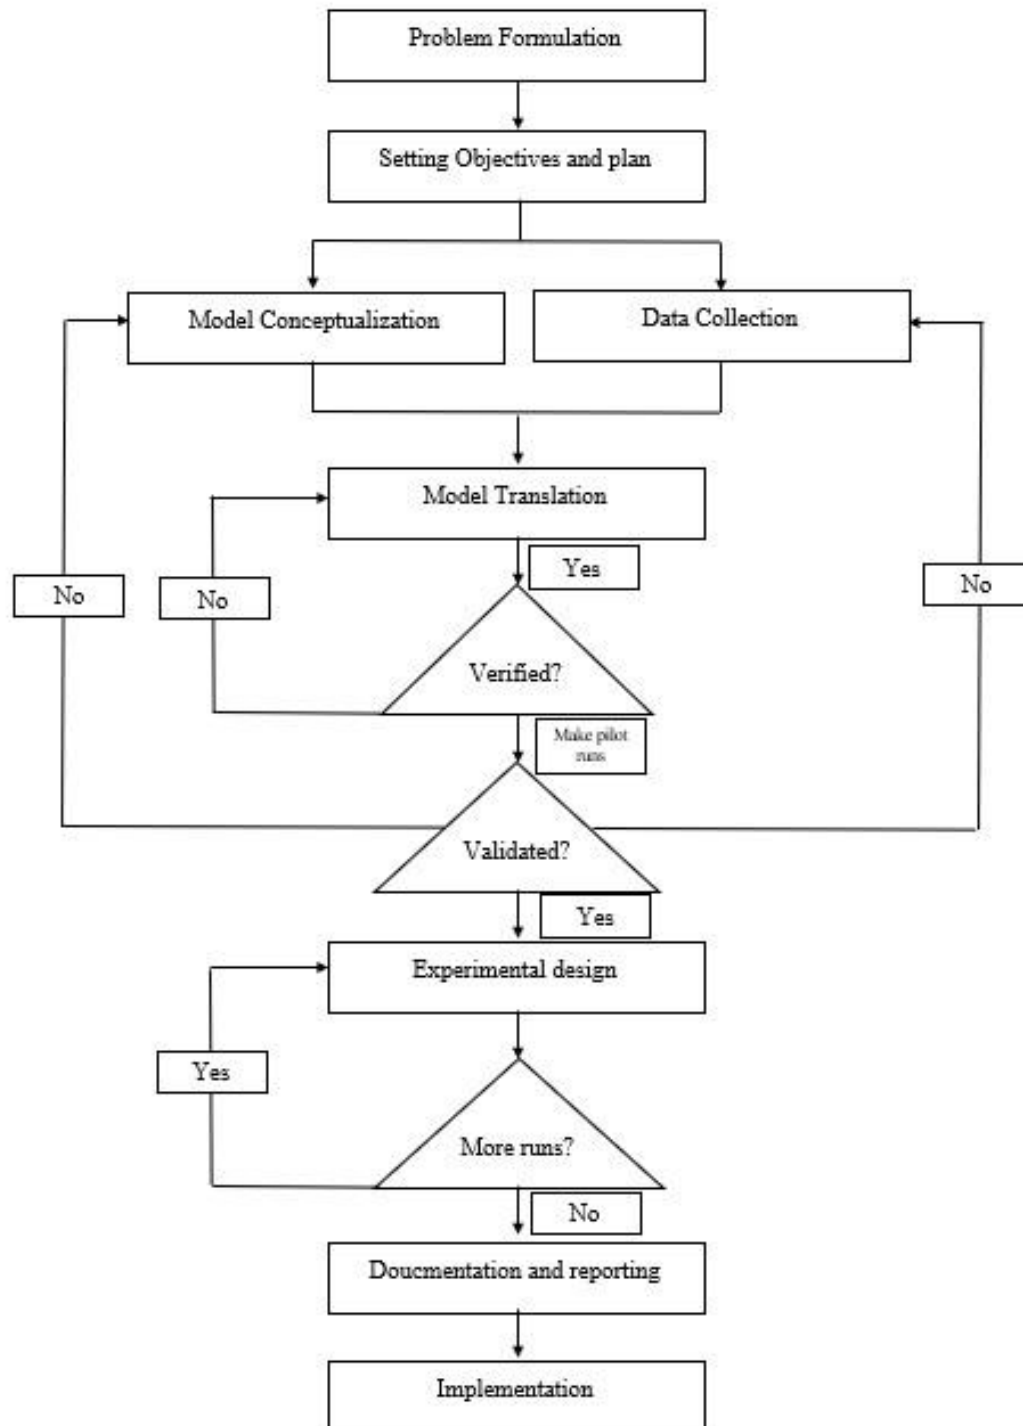 Problem Formulation
Setting Objectives and plan
Model Conceptualization
Data Collection
Model Translation
Yes
No
No
No
Verified?
Make pilot
runs
Validated?
Yes
Experimental design
Yes
More runs?
No
Doucmentation and reporting
Implementation